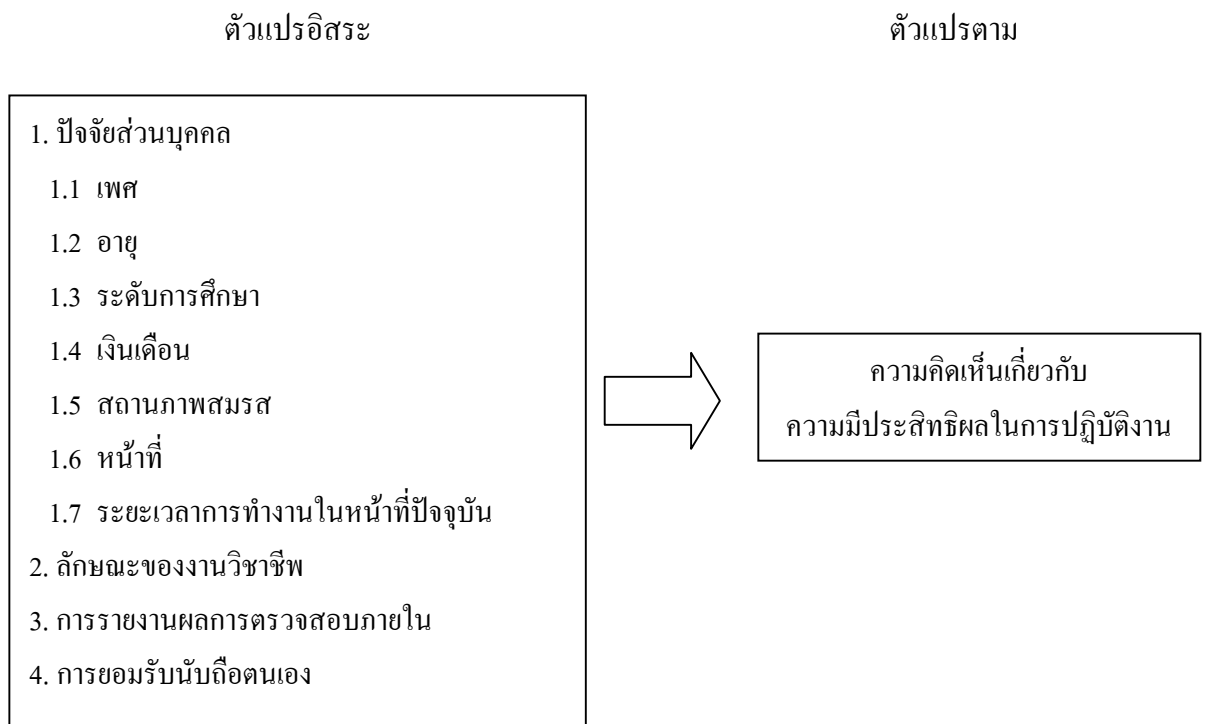 ตัวแปรอิสระ
ตัวแปรตาม
1. ปัจจัยส่วนบุคคล
1.1 เพศ
1.2 อายุ
1.3 ระดับการศึกษา
1.4 เงินเดือน
1.5 สถานภาพสมรส
1.6 หน้าที่
1.7 ระยะเวลาการทำงานในหน้าที่ปัจจุบัน
2. ลักษณะของงานวิชาชีพ
3. การรายงานผลการตรวจสอบภายใน
4. การยอมรับนับถือตนเอง
ความคิดเห็นเกี่ยวกับ
ความมีประสิทธิผลในการปฏิบัติงาน